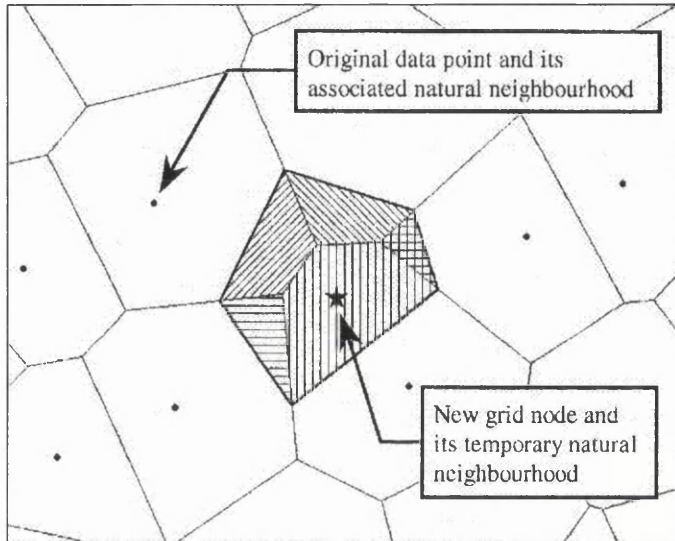 Original data point and its
associated natural neighbourhood
New grid node and
its temporary natural
neighbourhood